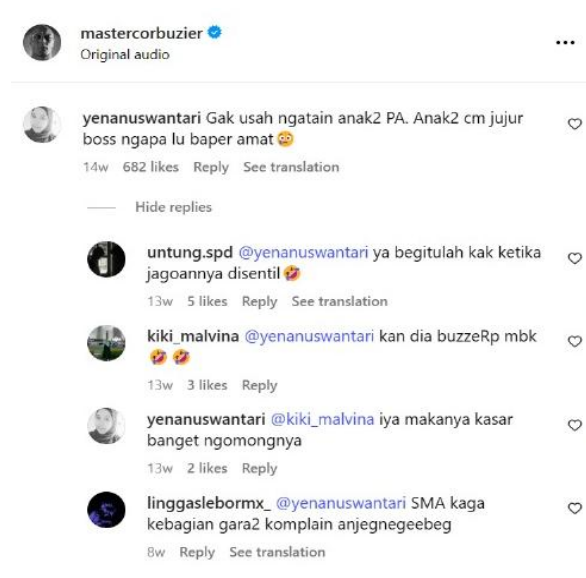 mastercorbuzier
Original audio
yenanuswantari Gak usah ngatain anak2 PA. Anak2 cm jujur
boss ngapa lu baper amat😳
14w 682 likes Reply See translation
Hide replies
untung.spd @yenanuswantari ya begitulah kak ketika
jagoannya disentil🤣
13w 5 likes Reply See translation
kiki_malvina @yenanuswantari kan dia buzzeRp mbk
🤣🤣
13w 3 likes Reply
yenanuswantari @kiki_malvina iya makanya kasar
banget ngomongnya
13w 2 likes Reply
linggaslebormx_ @yenanuswantari SMA kaga
kebagian gara2 komplain anjegnegeebeg
8w Reply See translation